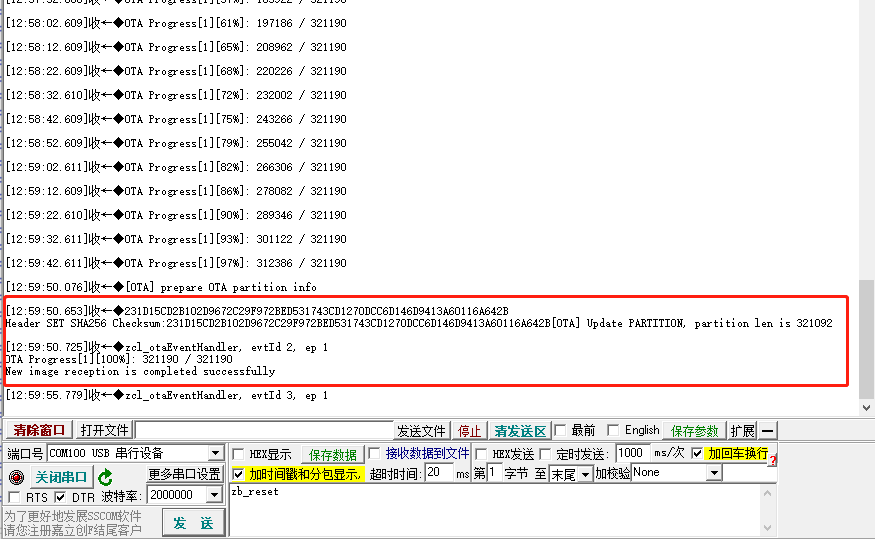 [12:58:02.609]收←◆OTA Progress[1][61%]: 197186 / 321190
[12:58:12.609]收←◆OTA Progress[1][65%]: 208962 / 321190
[12:58:22.609]收←◆OTA Progress[1][68%]: 220226 / 321190
[12:58:32.610]收←◆OTA Progress[1][72%]: 232002 / 321190
[12:58:42.609]收←◆OTA Progress[1][75%]: 243266 / 321190
[12:58:52.609]收←◆OTA Progress[1][79%]: 255042 / 321190
[12:59:02.611]收←◆OTA Progress[1][82%]: 266306 / 321190
[12:59:12.609]收←◆OTA Progress[1][86%]: 278082 / 321190
[12:59:22.610]收←◆OTA Progress[1][90%]: 289346 / 321190
[12:59:32.611]收←◆OTA Progress[1][93%]: 301122 / 321190
[12:59:42.611]收←◆OTA Progress[1][97%]: 312386 / 321190
[12:59:50.076]收←◆[OTA] prepare OTA partition info
[12:59:50.653]收←◆231D15CD2B102D9672C29F972BED531743CD1270DCC6D146D9413A60116A642B
Header SET SHA256 Checksum:231D15CD2B102D9672C29F972BED531743CD1270DCC6D146D9413A60116A642B[OTA] Update PARTITION, partition len is 321092
[12:59:50.725]收←◆zcl_otaEventHandler, evtId 2, ep 1
OTA Progress[1][100%]: 321190 / 321190
New image reception is completed successfully
[12:59:55.779]收←◆zcl_otaEventHandler, evtId 3, ep 1
清除窗口 打开文件 发送文件 停止 清发送区 最前 English 保存参数 扩展 —
端口号 COM100 USB 串行设备 HEX显示 保存数据 接收数据到文件 HEX发送 定时发送: 1000 ms/次 加回车换行 ?
关闭串口 更多串口设置 加时间戳和分包显示, 超时时间: 20 ms 第 1 字节 至 末尾 加校验 None
RTS DTR 波特率: 2000000 zb_reset
为了更好地发展SSCOM软件
请您注册嘉立创F结尾客户
发 送